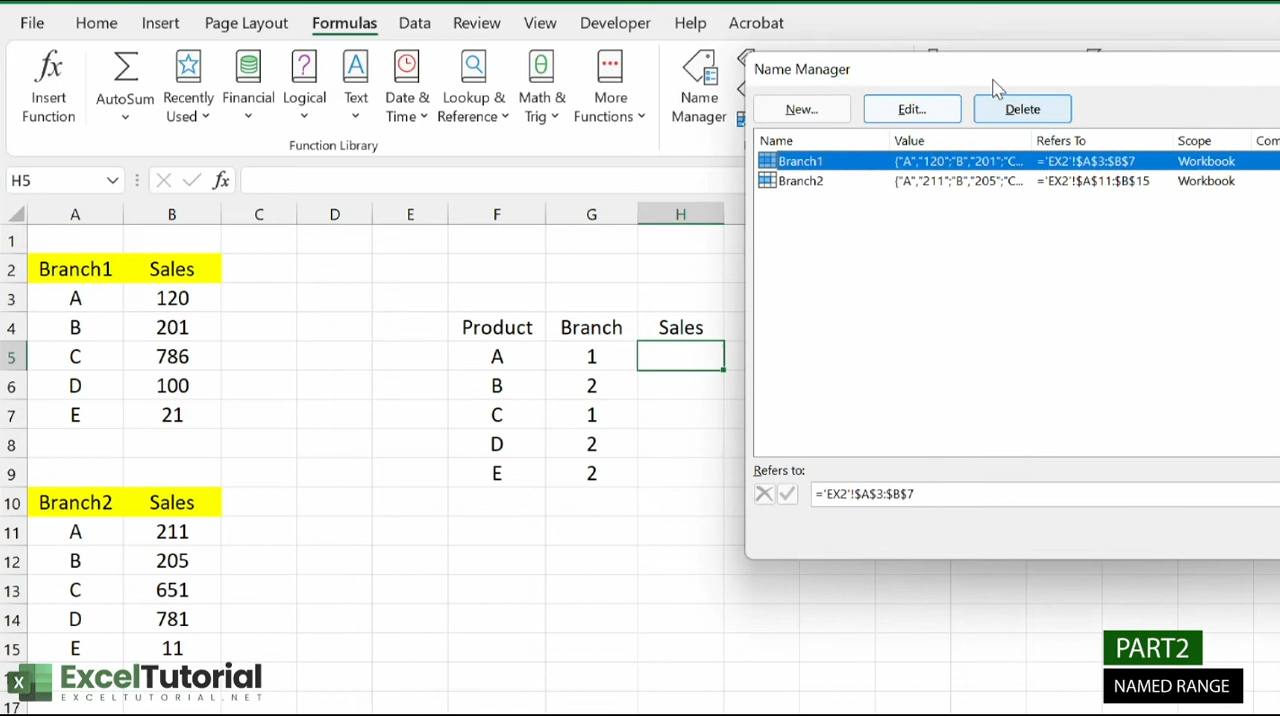 File Home Insert Page Layout Formulas Data Review View Developer Help Acrobat
fx Insert Function
AutoSum
Recently Used
Financial
Logical
Text
Date & Time
Lookup & Reference
Math & Trig
More Functions
Name Manager
Function Library
H5 fx
A B C D E F G H
1
2 Branch1 Sales
3 A 120
4 B 201 Product Branch Sales
5 C 786 A 1
6 D 100 B 2
7 E 21 C 1
8 D 2
9 E 2
10 Branch2 Sales
11 A 211
12 B 205
13 C 651
14 D 781
15 E 11
17
Name Manager
New... Edit... Delete
Name Value Refers To Scope Com
Branch1 {"A","120";"B","201";"C... ='EX2'!$A$3:$B$7 Workbook
Branch2 {"A","211";"B","205";"C... ='EX2'!$A$11:$B$15 Workbook
Refers to:
='EX2'!$A$3:$B$7
X ExcelTutorial
EXCELTUTORIAL.NET
PART2
NAMED RANGE